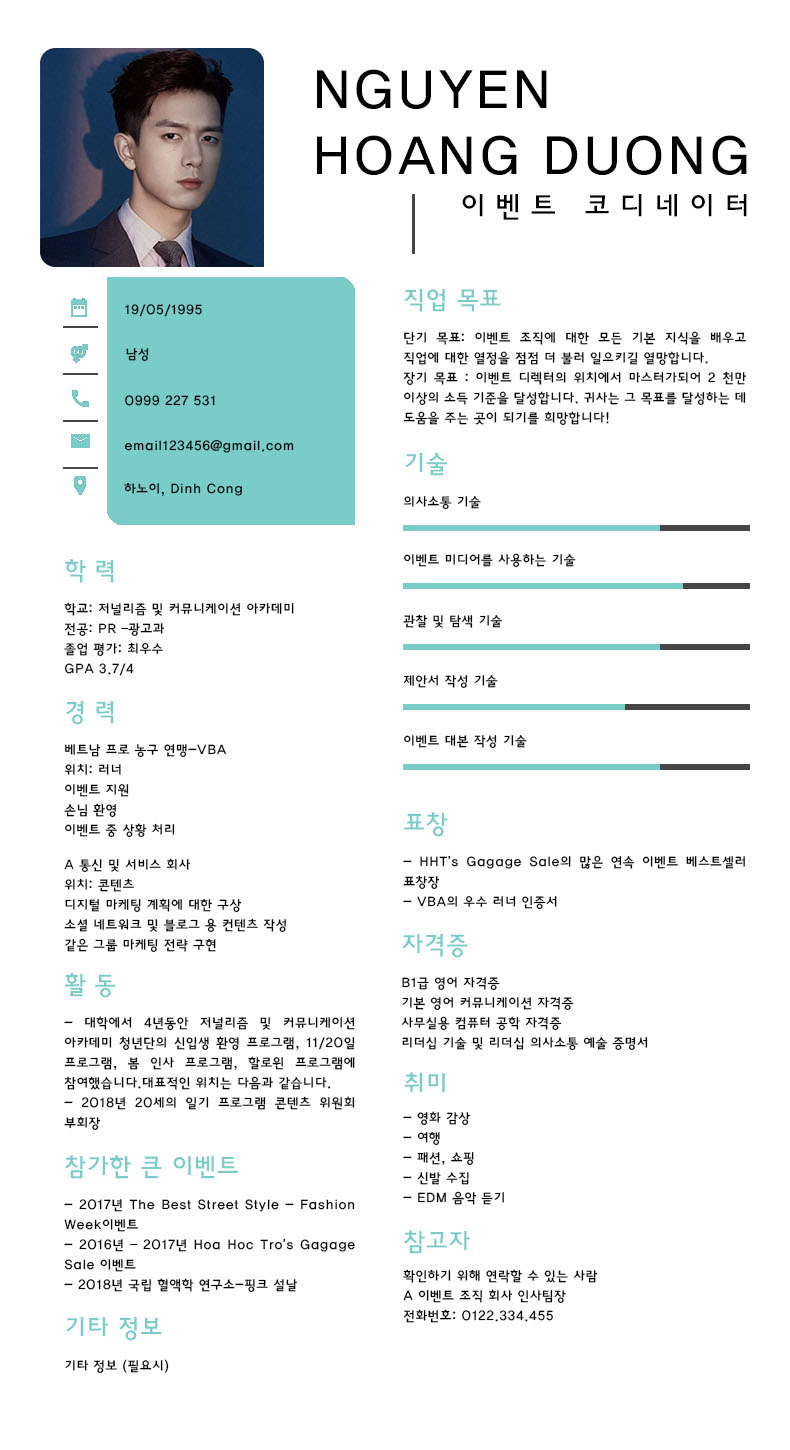 NGUYEN
HOANG DUONG
이벤트 코디네이터
19/05/1995
남성
0999 227 531
email123456@gmail.com
하노이, Dinh Cong
학 력
학교: 저널리즘 및 커뮤니케이션 아카데미
전공: PR –광고과
졸업 평가: 최우수
GPA 3.7/4
경 력
베트남 프로 농구 연맹–VBA
위치: 러너
이벤트 지원
손님 환영
이벤트 중 상황 처리
A 통신 및 서비스 회사
위치: 콘텐츠
디지털 마케팅 계획에 대한 구상
소셜 네트워크 및 블로그 용 컨텐츠 작성
같은 그룹 마케팅 전략 구현
활 동
– 대학에서 4년동안 저널리즘 및 커뮤니케이션
아카데미 청년단의 신입생 환영 프로그램, 11/20일
프로그램, 봄 인사 프로그램, 할로윈 프로그램에
참여했습니다.대표적인 위치는 다음과 같습니다.
– 2018년 20세의 일기 프로그램 콘텐츠 위원회
부회장
참가한 큰 이벤트
– 2017년 The Best Street Style – Fashion
Week이벤트
– 2016년 – 2017년 Hoa Hoc Tro's Gagage
Sale 이벤트
– 2018년 국립 혈액학 연구소–핑크 설날
기타 정보
기타 정보 (필요시)
직업 목표
단기 목표: 이벤트 조직에 대한 모든 기본 지식을 배우고
직업에 대한 열정을 점점 더 불러 일으키길 열망합니다.
장기 목표 : 이벤트 디렉터의 위치에서 마스터가되어 2 천만
이상의 소득 기준을 달성합니다. 귀사는 그 목표를 달성하는 데
도움을 주는 곳이 되기를 희망합니다!
기술
의사소통 기술
이벤트 미디어를 사용하는 기술
관찰 및 탐색 기술
제안서 작성 기술
이벤트 대본 작성 기술
표창
– HHT's Gagage Sale의 많은 연속 이벤트 베스트셀러
표창장
– VBA의 우수 러너 인증서
자격증
B1급 영어 자격증
기본 영어 커뮤니케이션 자격증
사무실용 컴퓨터 공학 자격증
리더십 기술 및 리더십 의사소통 예술 증명서
취미
– 영화 감상
– 여행
– 패션, 쇼핑
– 신발 수집
– EDM 음악 듣기
참고자
확인하기 위해 연락할 수 있는 사람
A 이벤트 조직 회사 인사팀장
전화번호: 0122.334.455